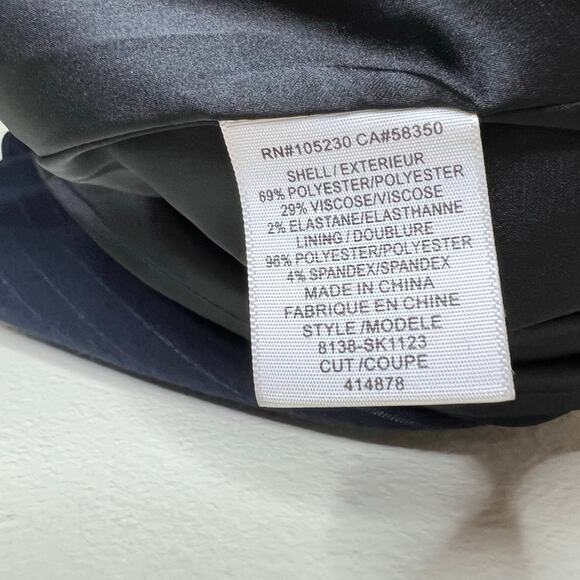 RN#105230 CA#58350
SHELL/EXTERIEUR
69% POLYESTER/POLYESTER
29% VISCOSE/VISCOSE
2% ELASTANE/ELASTHANNE
LINING/DOUBLURE
96% POLYESTER/POLYESTER
4% SPANDEX/SPANDEX
MADE IN CHINA
FABRIQUE EN CHINE
STYLE /MODELE
8138-SK1123
CUT /COUPE
414878